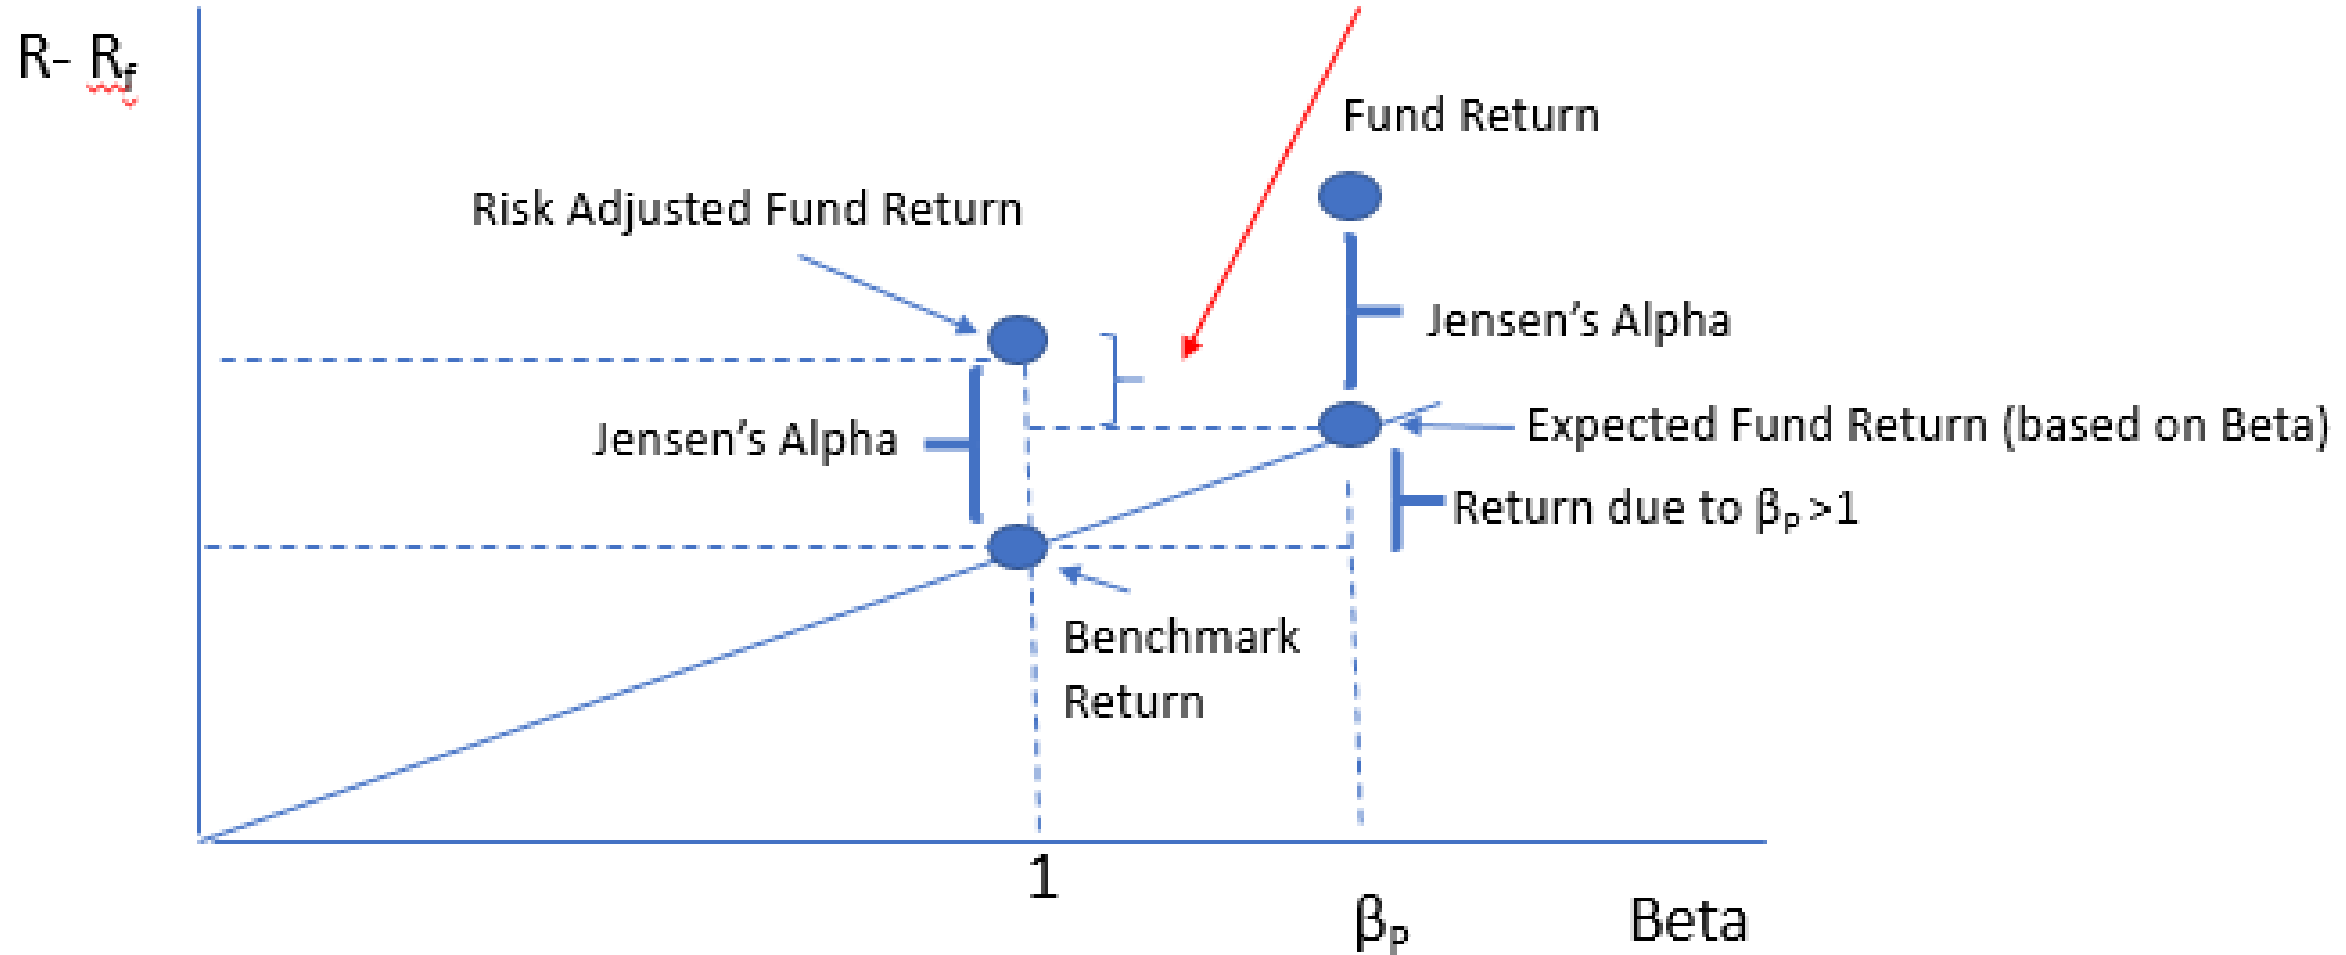 R- Rf
Fund Return
Risk Adjusted Fund Return
Jensen’s Alpha
Jensen’s Alpha
Expected Fund Return (based on Beta)
Return due to βP >1
Benchmark
Return
1
βP
Beta